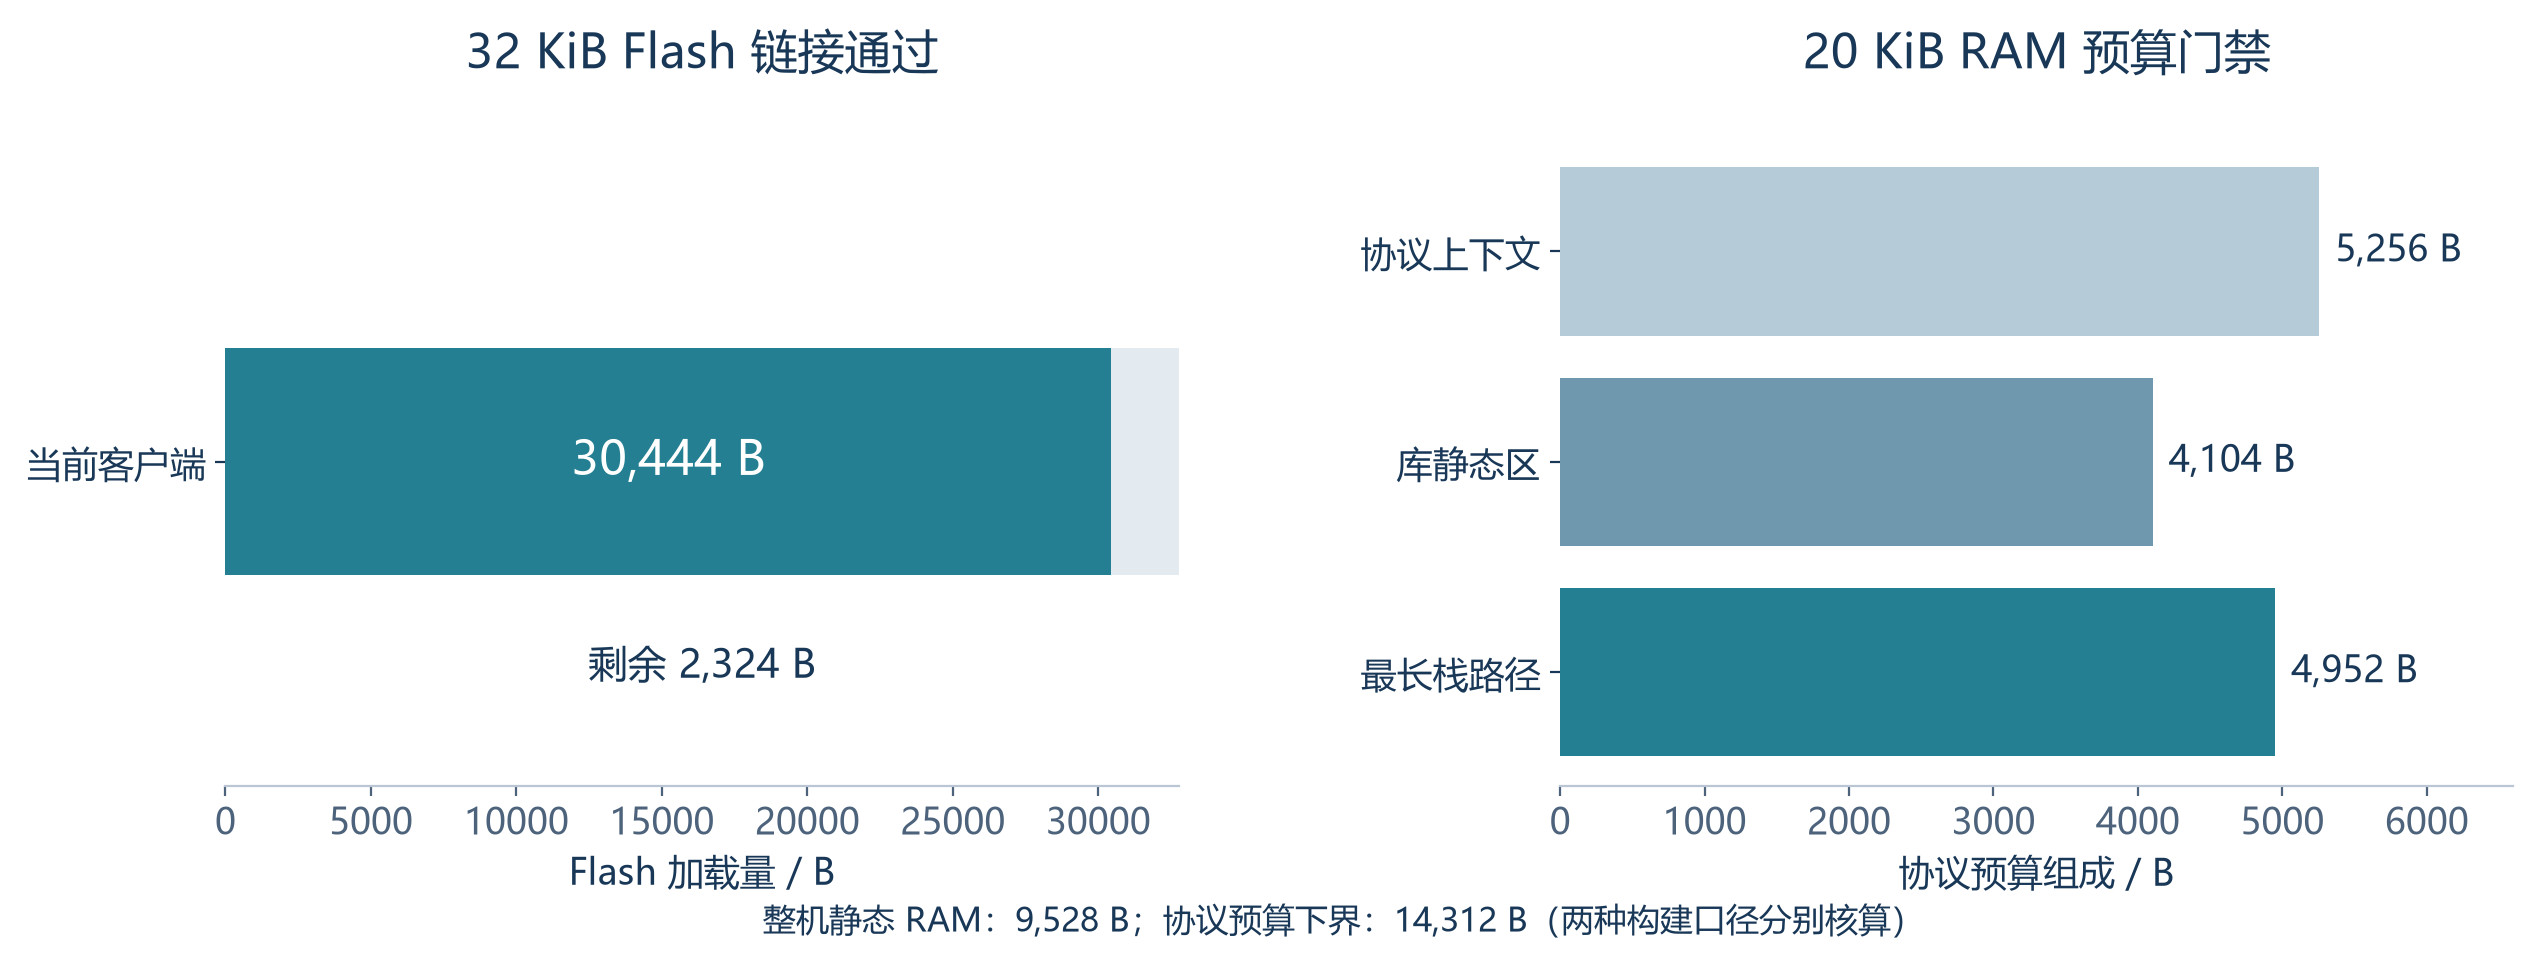 32 KiB Flash 链接通过
当前客户端
30,444 B
剩余 2,324 B
0 5000 10000 15000 20000 25000 30000
Flash 加载量 / B
20 KiB RAM 预算门禁
协议上下文
5,256 B
库静态区
4,104 B
最长栈路径
4,952 B
0 1000 2000 3000 4000 5000 6000
协议预算组成 / B
整机静态 RAM：9,528 B；协议预算下界：14,312 B（两种构建口径分别核算）